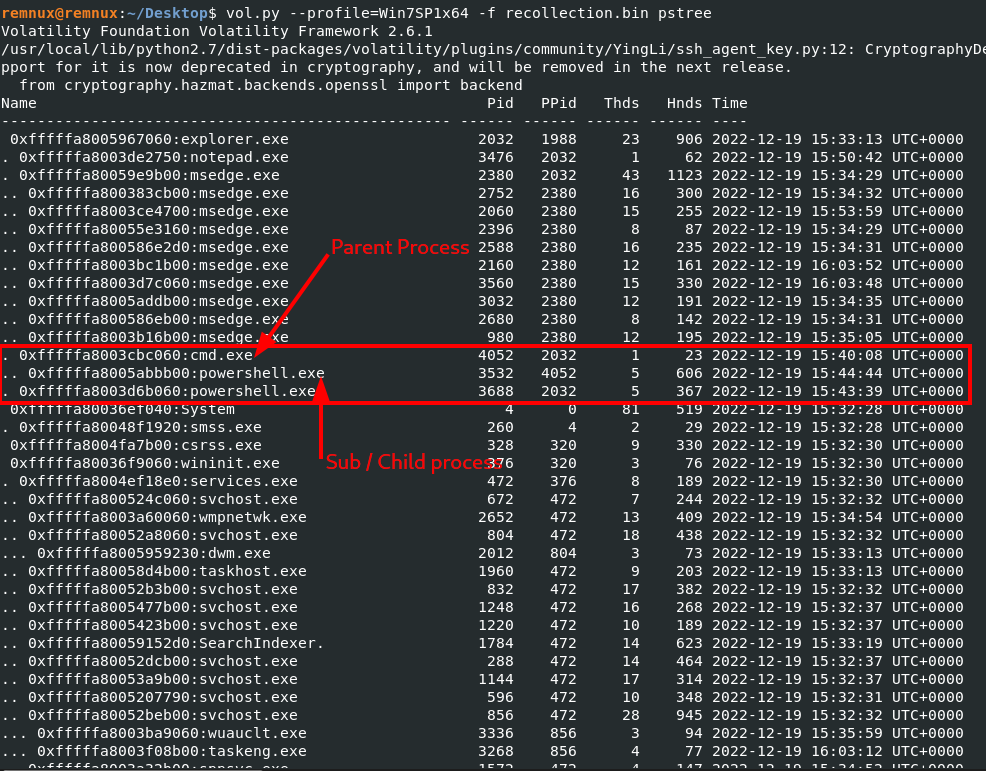 remnux@remnux:~/Desktop$ vol.py --profile=Win7SP1x64 -f recollection.bin pstree
Volatility Foundation Volatility Framework 2.6.1
/usr/local/lib/python2.7/dist-packages/volatility/plugins/community/YingLi/ssh_agent_key.py:12: CryptographyDe
pport for it is now deprecated in cryptography, and will be removed in the next release.
  from cryptography.hazmat.backends.openssl import backend
Name                                                  Pid   PPid   Thds   Hnds Time
-------------------------------------------------- ------ ------ ------ ------ ----
 0xfffffa8005967060:explorer.exe                     2032   1988     23    906 2022-12-19 15:33:13 UTC+0000
. 0xfffffa8003de2750:notepad.exe                     3476   2032      1     62 2022-12-19 15:50:42 UTC+0000
. 0xfffffa80059e9b00:msedge.exe                      2380   2032     43   1123 2022-12-19 15:34:29 UTC+0000
.. 0xfffffa800383cb00:msedge.exe                     2752   2380     16    300 2022-12-19 15:34:32 UTC+0000
.. 0xfffffa8003ce4700:msedge.exe                     2060   2380     15    255 2022-12-19 15:53:59 UTC+0000
.. 0xfffffa80055e3160:msedge.exe                     2396   2380      8     87 2022-12-19 15:34:29 UTC+0000
.. 0xfffffa800586e2d0:msedge.exe                     2588   2380     16    235 2022-12-19 15:34:31 UTC+0000
Parent Process
.. 0xfffffa8003bc1b00:msedge.exe                     2160   2380     12    161 2022-12-19 16:03:52 UTC+0000
.. 0xfffffa8003d7c060:msedge.exe                     3560   2380     15    330 2022-12-19 16:03:48 UTC+0000
.. 0xfffffa8005addb00:msedge.exe                     3032   2380     12    191 2022-12-19 15:34:35 UTC+0000
.. 0xfffffa800586eb00:msedge.exe                     2680   2380      8    142 2022-12-19 15:34:31 UTC+0000
.. 0xfffffa8003b16b00:msedge.exe                      980   2380     12    195 2022-12-19 15:35:05 UTC+0000
. 0xfffffa8003cbc060:cmd.exe                         4052   2032      1     23 2022-12-19 15:40:08 UTC+0000
.. 0xfffffa8005abbb00:powershell.exe                 3532   4052      5    606 2022-12-19 15:44:44 UTC+0000
. 0xfffffa8003d6b060:powershell.exe                  3688   2032      5    367 2022-12-19 15:43:39 UTC+0000
 0xfffffa80036ef040:System                              4      0     81    519 2022-12-19 15:32:28 UTC+0000
. 0xfffffa80048f1920:smss.exe                         260      4      2     29 2022-12-19 15:32:28 UTC+0000
 0xfffffa8004fa7b00:csrss.exe                         328    320      9    330 2022-12-19 15:32:30 UTC+0000
 0xfffffa80036f9060:wininit.exe                       376    320      3     76 2022-12-19 15:32:30 UTC+0000
Sub / Child process
. 0xfffffa8004ef18e0:services.exe                     472    376      8    189 2022-12-19 15:32:30 UTC+0000
.. 0xfffffa800524c060:svchost.exe                     672    472      7    244 2022-12-19 15:32:32 UTC+0000
.. 0xfffffa8003a60060:wmpnetwk.exe                   2652    472     13    409 2022-12-19 15:34:54 UTC+0000
.. 0xfffffa80052a8060:svchost.exe                     804    472     18    438 2022-12-19 15:32:32 UTC+0000
... 0xfffffa8005959230:dwm.exe                       2012    804      3     73 2022-12-19 15:33:13 UTC+0000
.. 0xfffffa80058d4b00:taskhost.exe                   1960    472      9    203 2022-12-19 15:33:13 UTC+0000
.. 0xfffffa80052b3b00:svchost.exe                     832    472     17    382 2022-12-19 15:32:32 UTC+0000
.. 0xfffffa8005477b00:svchost.exe                    1248    472     16    268 2022-12-19 15:32:37 UTC+0000
.. 0xfffffa8005423b00:svchost.exe                    1220    472     10    189 2022-12-19 15:32:37 UTC+0000
.. 0xfffffa80059152d0:SearchIndexer.                 1784    472     14    623 2022-12-19 15:33:19 UTC+0000
.. 0xfffffa80052dcb00:svchost.exe                     288    472     14    464 2022-12-19 15:32:37 UTC+0000
.. 0xfffffa80053a9b00:svchost.exe                    1144    472     17    314 2022-12-19 15:32:37 UTC+0000
.. 0xfffffa8005207790:svchost.exe                     596    472     10    348 2022-12-19 15:32:31 UTC+0000
.. 0xfffffa80052beb00:svchost.exe                     856    472     28    945 2022-12-19 15:32:32 UTC+0000
... 0xfffffa8003ba9060:wuauclt.exe                   3336    856      3     94 2022-12-19 15:35:59 UTC+0000
... 0xfffffa8003f08b00:taskeng.exe                   3268    856      4     77 2022-12-19 16:03:12 UTC+0000